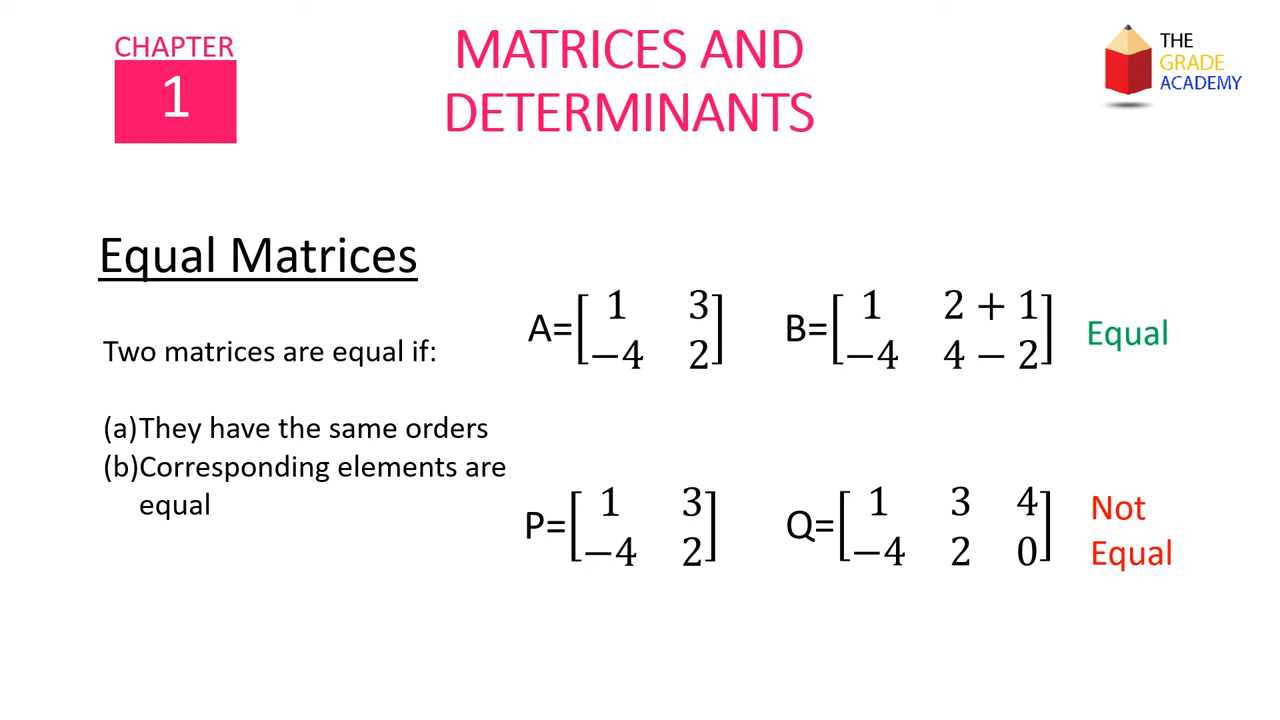 CHAPTER
1
MATRICES AND
DETERMINANTS
THE
GRADE
ACADEMY
Equal Matrices
Two matrices are equal if:
(a)They have the same orders
(b)Corresponding elements are
equal
A=[1 3
−4 2]
B=[1 2 + 1
−4 4 − 2]
Equal
P=[1 3
−4 2]
Q=[1 3 4
−4 2 0]
Not
Equal